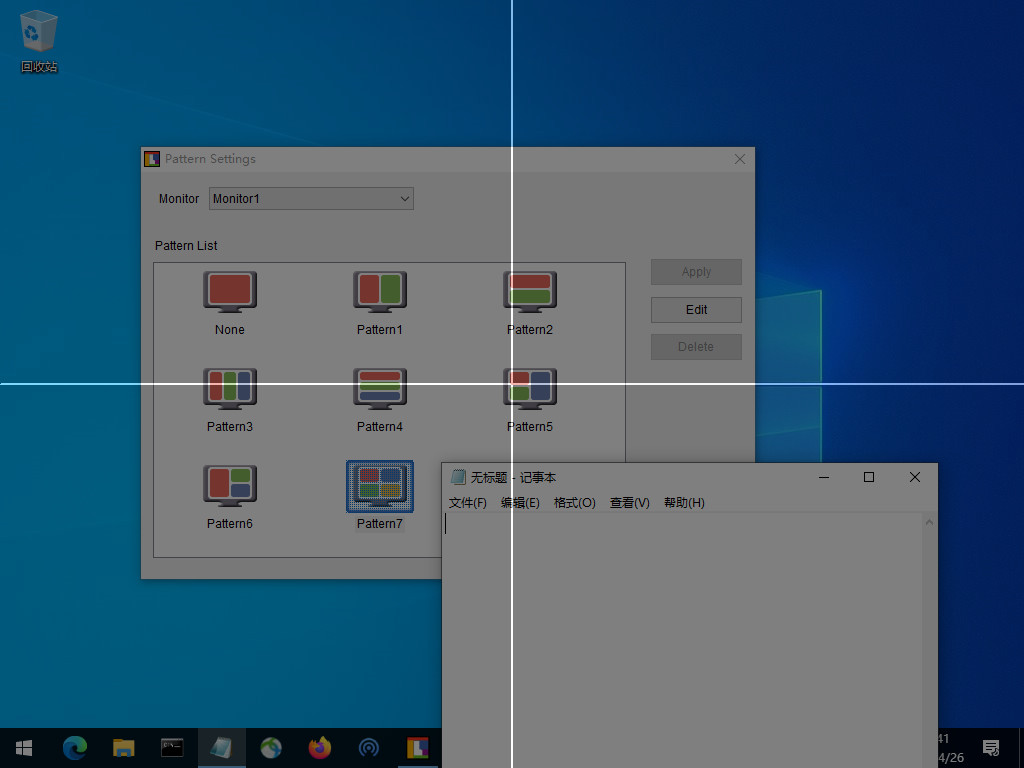 回收站
Pattern Settings
Monitor Monitor1
Pattern List
Apply
None Pattern1 Pattern2
Edit
Delete
Pattern3 Pattern4 Pattern5
Pattern6 Pattern7
无标题 - 记事本
文件(F) 编辑(E) 格式(O) 查看(V) 帮助(H)
41
4/26